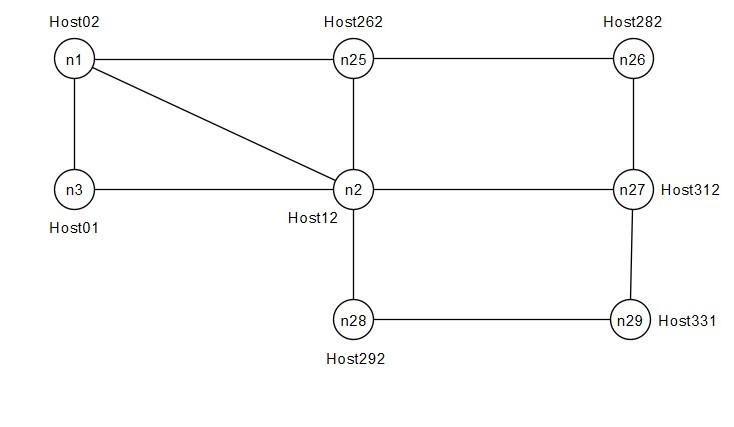 Host02 Host262 Host282
n1 n25 n26
n3 n2 n27 Host312
Host12
Host01
n28 n29 Host331
Host292